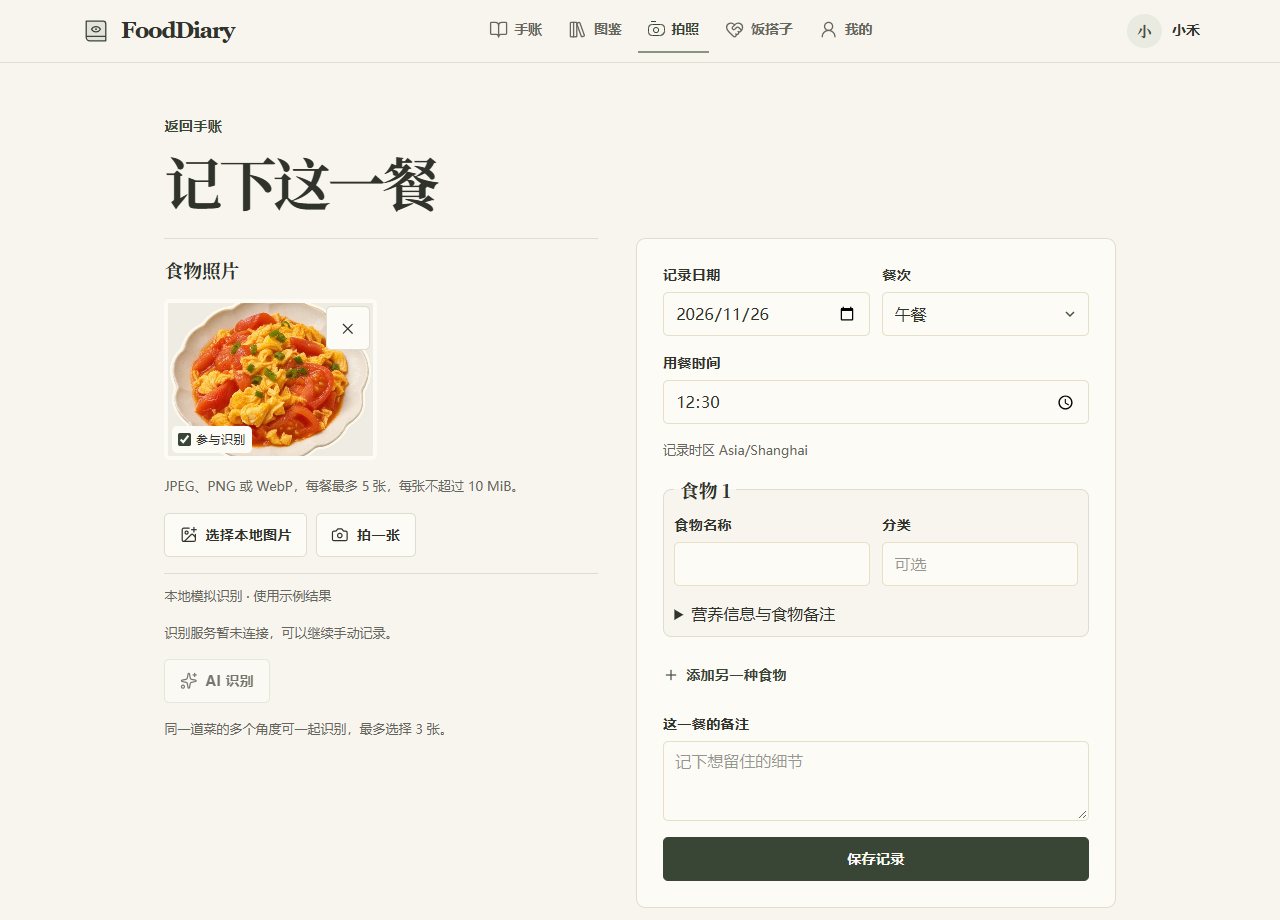 FoodDiary
手账
图鉴
拍照
饭搭子
我的
小
小禾
返回手账
记下这一餐
食物照片
参与识别
JPEG、PNG 或 WebP，每餐最多 5 张，每张不超过 10 MiB。
选择本地图片
拍一张
本地模拟识别 · 使用示例结果
识别服务暂未连接，可以继续手动记录。
AI 识别
同一道菜的多个角度可一起识别，最多选择 3 张。
记录日期
餐次
2026/11/26
午餐
用餐时间
12:30
记录时区 Asia/Shanghai
食物 1
食物名称
分类
可选
营养信息与食物备注
添加另一种食物
这一餐的备注
记下想留住的细节
保存记录